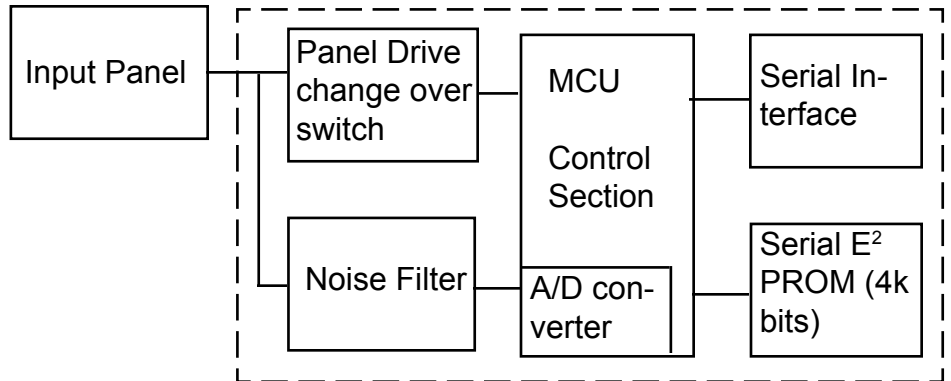 Input Panel
Panel Drive
change over
switch
MCU
Control
Section
Serial In-
terface
Noise Filter
A/D con-
verter
Serial E²
PROM (4k
bits)